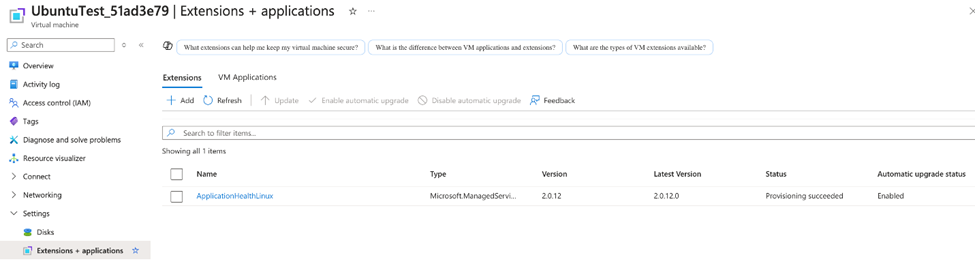 UbuntuTest_51ad3e79 | Extensions + applications
Virtual machine
Search
Overview
Activity log
Access control (IAM)
Tags
Diagnose and solve problems
Resource visualizer
Connect
Networking
Settings
Disks
Extensions + applications
What extensions can help me keep my virtual machine secure? What is the difference between VM applications and extensions? What are the types of VM extensions available?
Extensions VM Applications
Add Refresh Update Enable automatic upgrade Disable automatic upgrade Feedback
Search to filter items...
Showing all 1 items
Name Type Version Latest Version Status Automatic upgrade status
ApplicationHealthLinux Microsoft.ManagedServi... 2.0.12 2.0.12.0 Provisioning succeeded Enabled